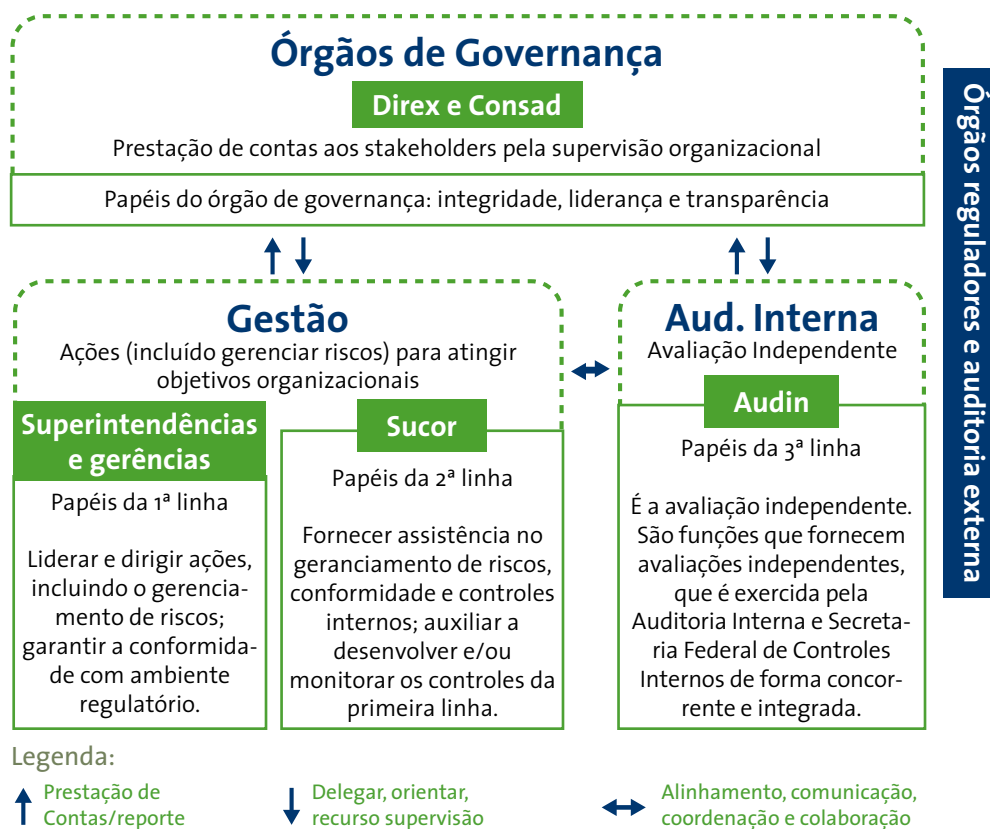 Órgãos de Governança
Direx e Consad
Prestação de contas aos stakeholders pela supervisão organizacional
Papéis do órgão de governança: integridade, liderança e transparência
Gestão
Ações (incluído gerenciar riscos) para atingir
objetivos organizacionais
Superintendências
e gerências
Papéis da 1ª linha
Liderar e dirigir ações,
incluindo o gerencia-
mento de riscos;
garantir a conformida-
de com ambiente
regulatório.
Sucor
Papéis da 2ª linha
Fornecer assistência no
geranciamento de riscos,
conformidade e controles
internos; auxiliar a
desenvolver e/ou
monitorar os controles da
primeira linha.
Aud. Interna
Avaliação Independente
Audin
Papéis da 3ª linha
É a avaliação independente.
São funções que fornecem
avaliações independentes,
que é exercida pela
Auditoria Interna e Secreta-
ria Federal de Controles
Internos de forma concor-
rente e integrada.
Órgãos reguladores e auditoria externa
Legenda:
Prestação de
Contas/reporte
Delegar, orientar,
recurso supervisão
Alinhamento, comunicação,
coordenação e colaboração